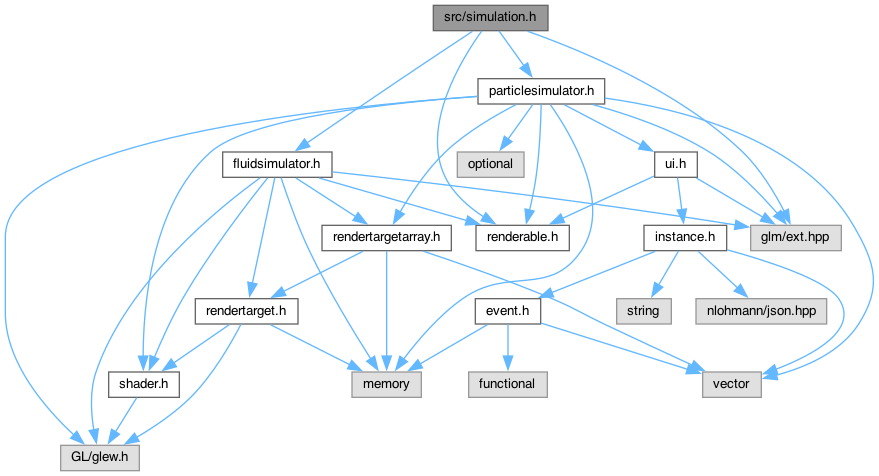 src/simulation.h
particlesimulator.h
fluidsimulator.h
optional
ui.h
rendertargetarray.h
renderable.h
instance.h
glm/ext.hpp
rendertarget.h
event.h
string
nlohmann/json.hpp
shader.h
memory
functional
vector
GL/glew.h